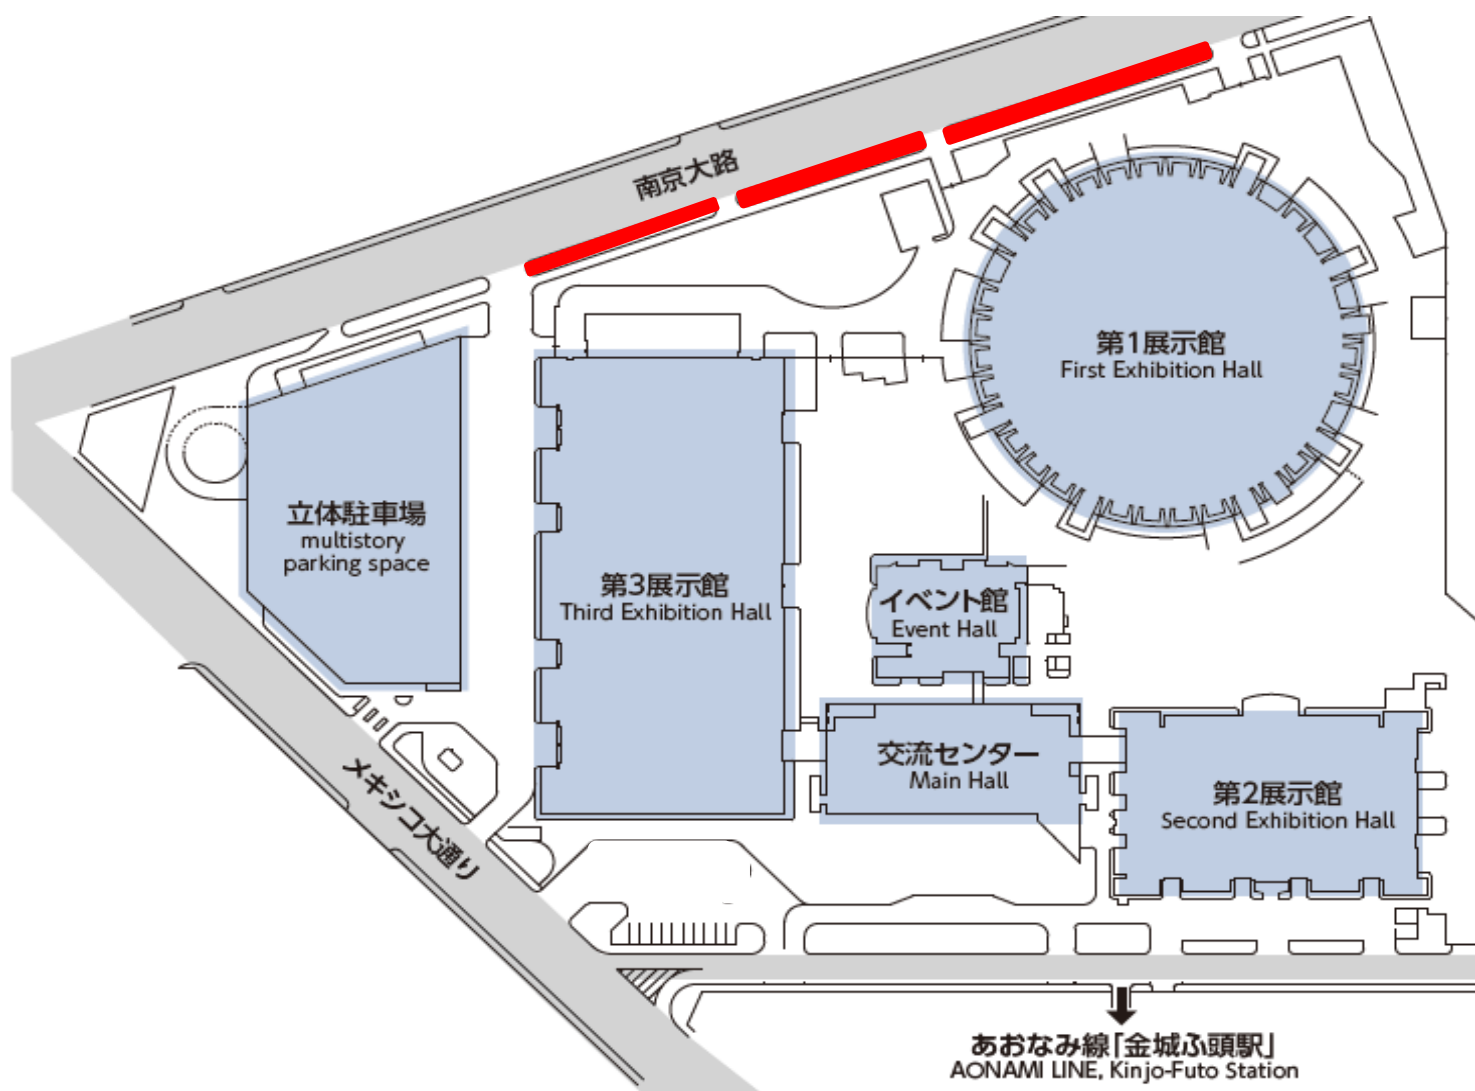 南京大路
第1展示館
First Exhibition Hall
立体駐車場
multistory
parking space
第3展示館
Third Exhibition Hall
イベント館
Event Hall
交流センター
Main Hall
第2展示館
Second Exhibition Hall
メキシコ大通り
あおなみ線「金城ふ頭駅」
AONAMI LINE, Kinjo-Futo Station